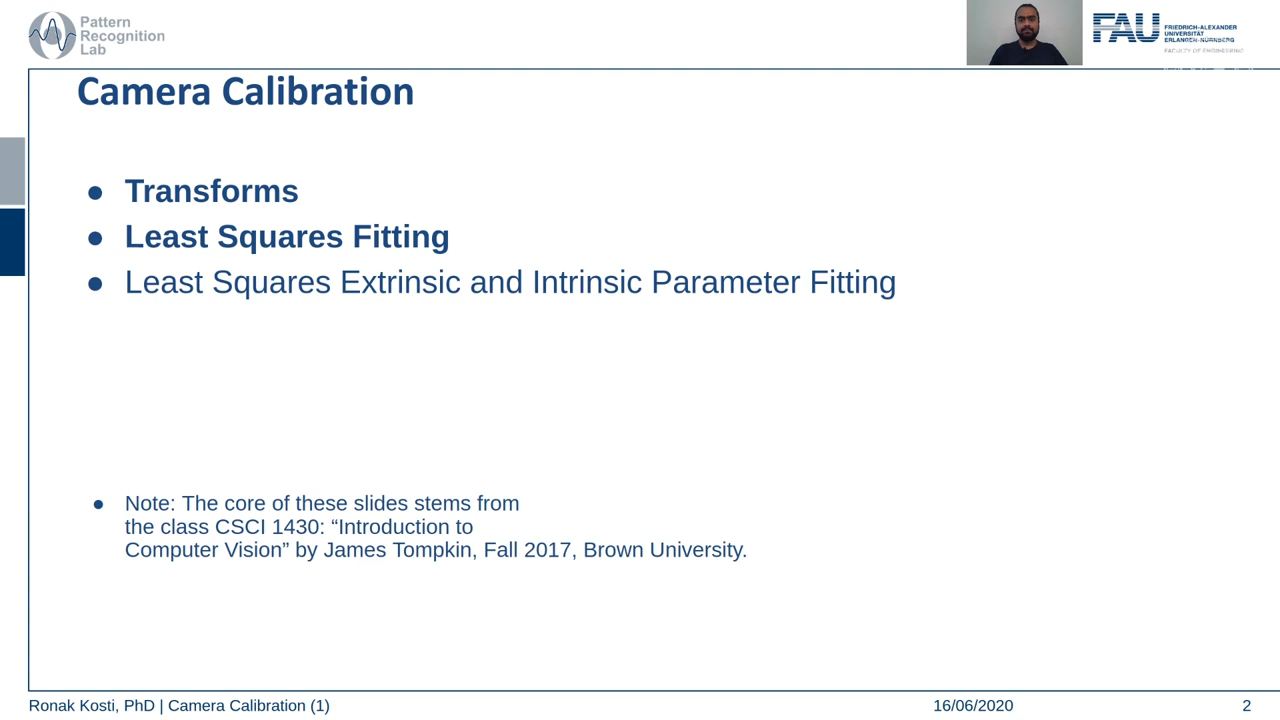 Pattern
Recognition
Lab
FAU
FRIEDRICH-ALEXANDER
UNIVERSITÄT
ERLANGEN-NÜRNBERG
FACULTY OF ENGINEERING
Camera Calibration
● Transforms
● Least Squares Fitting
● Least Squares Extrinsic and Intrinsic Parameter Fitting
● Note: The core of these slides stems from
the class CSCI 1430: “Introduction to
Computer Vision” by James Tompkin, Fall 2017, Brown University.
Ronak Kosti, PhD | Camera Calibration (1)
16/06/2020
2